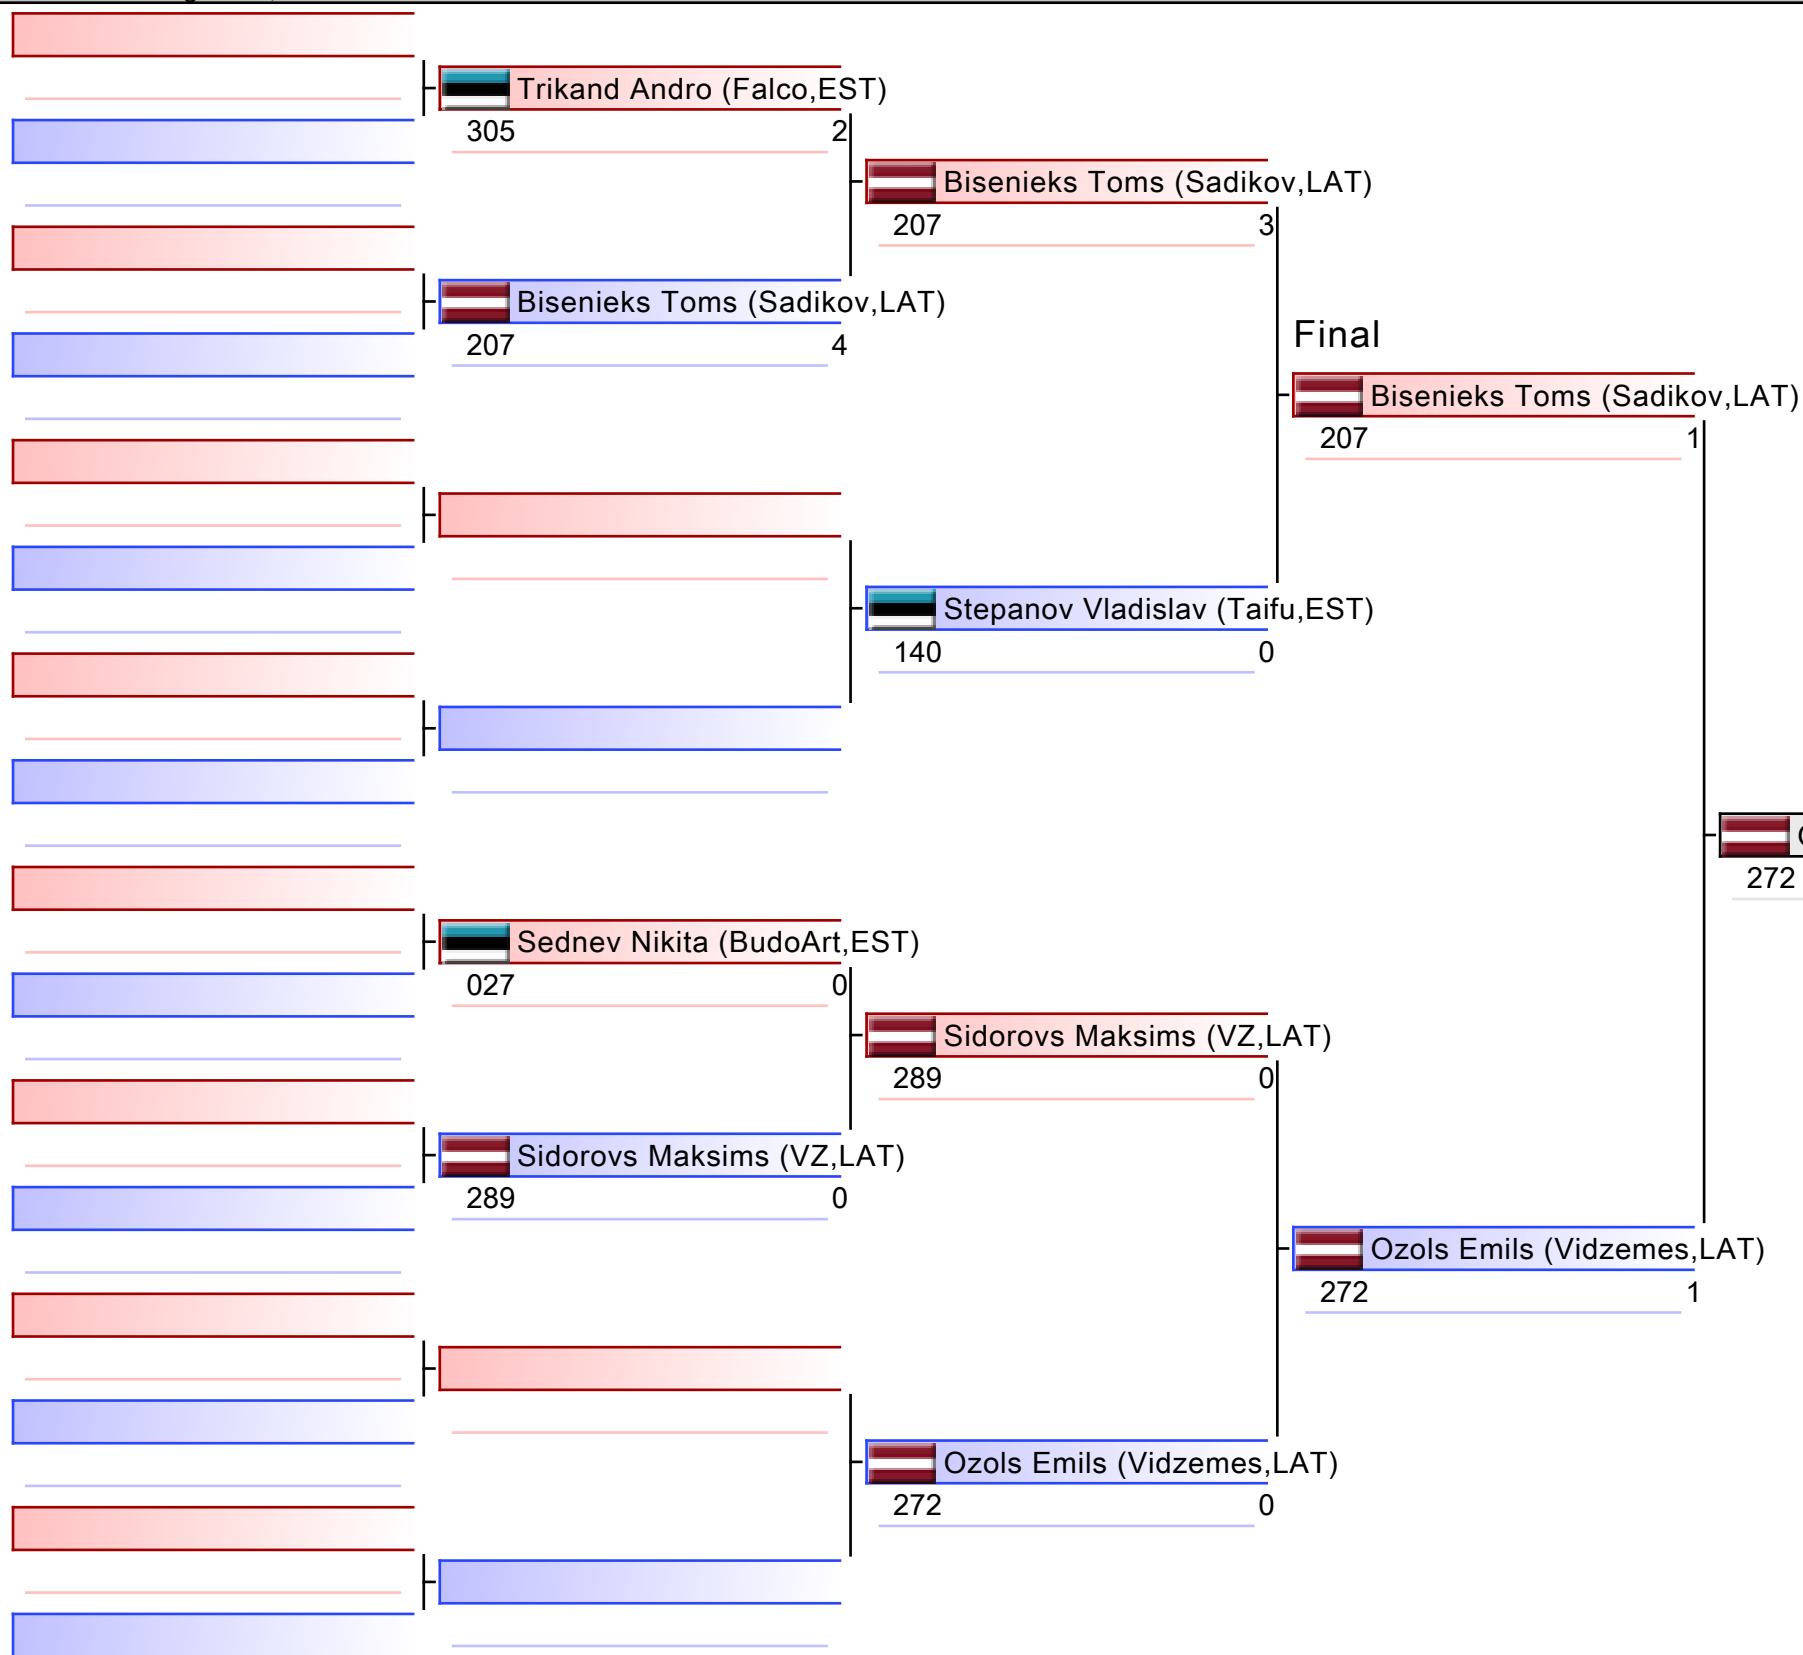 Trikand Andro (Falco,EST)
305 2
Bisenieks Toms (Sadikov,LAT)
207 3
Bisenieks Toms (Sadikov,LAT)
207 4
Final
Bisenieks Toms (Sadikov,LAT)
207 1
Stepanov Vladislav (Taifu,EST)
140 0
272
Sednev Nikita (BudoArt,EST)
027 0
Sidorovs Maksims (VZ,LAT)
289 0
Sidorovs Maksims (VZ,LAT)
289 0
Ozols Emils (Vidzemes,LAT)
272 1
Ozols Emils (Vidzemes,LAT)
272 0